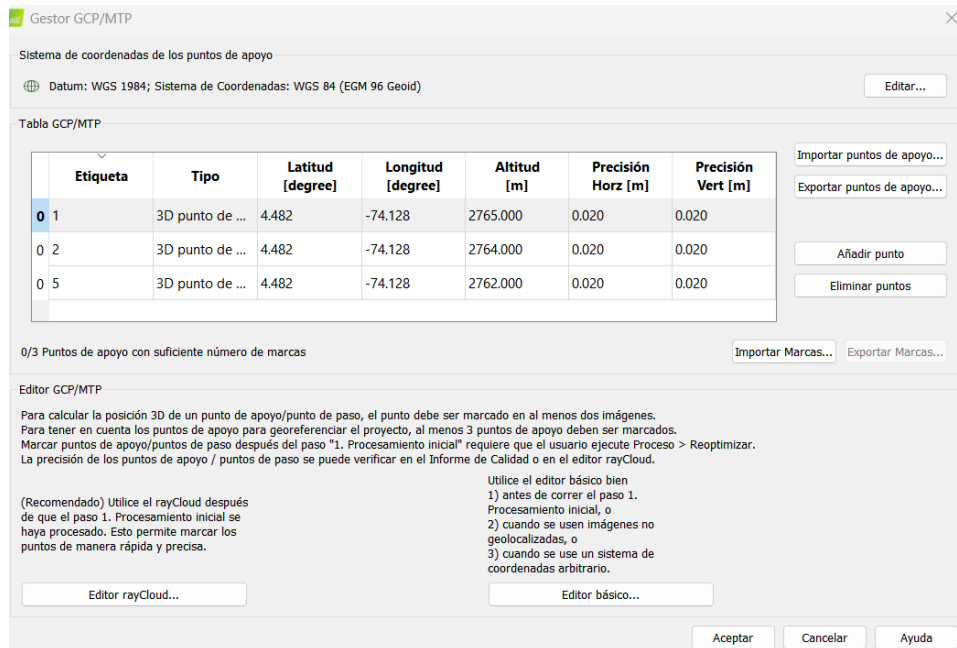 Gestor GCP/MTP
Sistema de coordenadas de los puntos de apoyo
Datum: WGS 1984; Sistema de Coordenadas: WGS 84 (EGM 96 Geoid)
Editar...
Tabla GCP/MTP
Etiqueta Tipo Latitud [degree] Longitud [degree] Altitud [m] Precisión Horz [m] Precisión Vert [m]
0 1 3D punto de ... 4.482 -74.128 2765.000 0.020 0.020
0 2 3D punto de ... 4.482 -74.128 2764.000 0.020 0.020
0 5 3D punto de ... 4.482 -74.128 2762.000 0.020 0.020
Importar puntos de apoyo...
Exportar puntos de apoyo...
Añadir punto
Eliminar puntos
0/3 Puntos de apoyo con suficiente número de marcas
Importar Marcas...
Exportar Marcas...
Editor GCP/MTP
Para calcular la posición 3D de un punto de apoyo/punto de paso, el punto debe ser marcado en al menos dos imágenes.
Para tener en cuenta los puntos de apoyo para georeferenciar el proyecto, al menos 3 puntos de apoyo deben ser marcados.
Marcar puntos de apoyo/puntos de paso después del paso "1. Procesamiento inicial" requiere que el usuario ejecute Proceso > Reoptimizar.
La precisión de los puntos de apoyo / puntos de paso se puede verificar en el Informe de Calidad o en el editor rayCloud.
(Recomendado) Utilice el rayCloud después
de que el paso 1. Procesamiento inicial se
haya procesado. Esto permite marcar los
puntos de manera rápida y precisa.
Editor rayCloud...
Utilice el editor básico bien
1) antes de correr el paso 1.
Procesamiento inicial, o
2) cuando se usen imágenes no
geolocalizadas, o
3) cuando se use un sistema de
coordenadas arbitrario.
Editor básico...
Aceptar
Cancelar
Ayuda